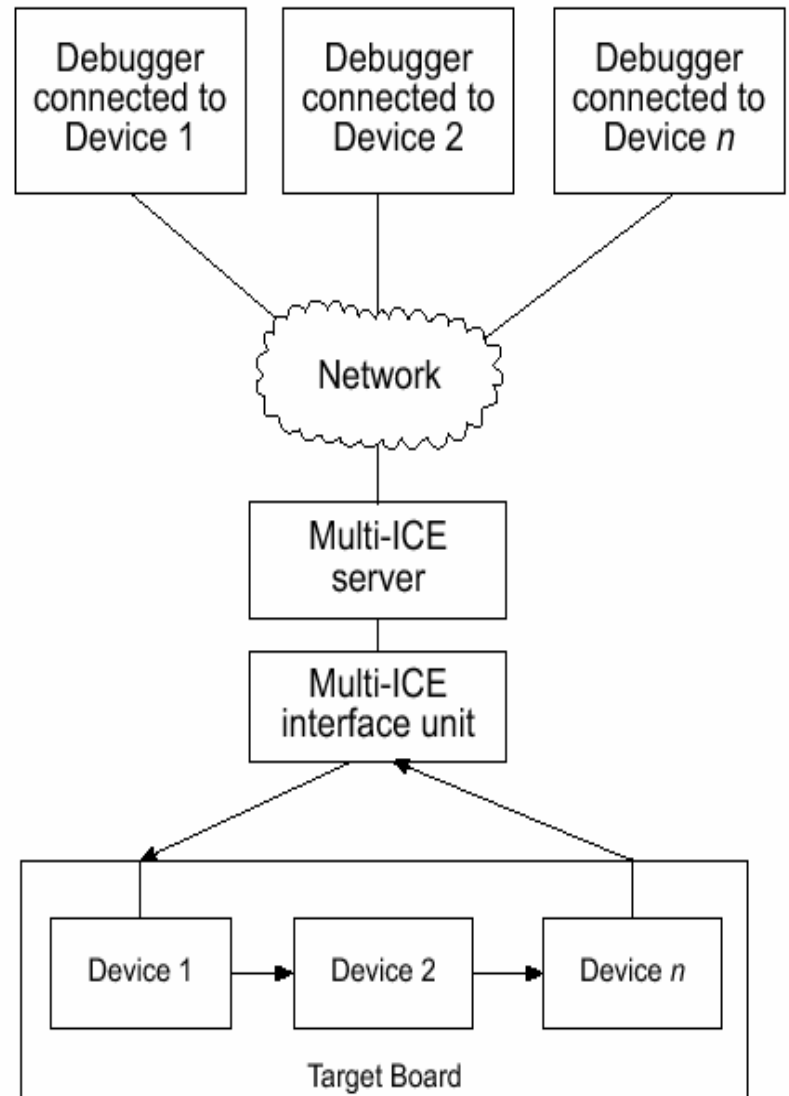 Debugger
connected to
Device 1
Debugger
connected to
Device 2
Debugger
connected to
Device n
Network
Multi-ICE
server
Multi-ICE
interface unit
Device 1
Device 2
Device n
Target Board